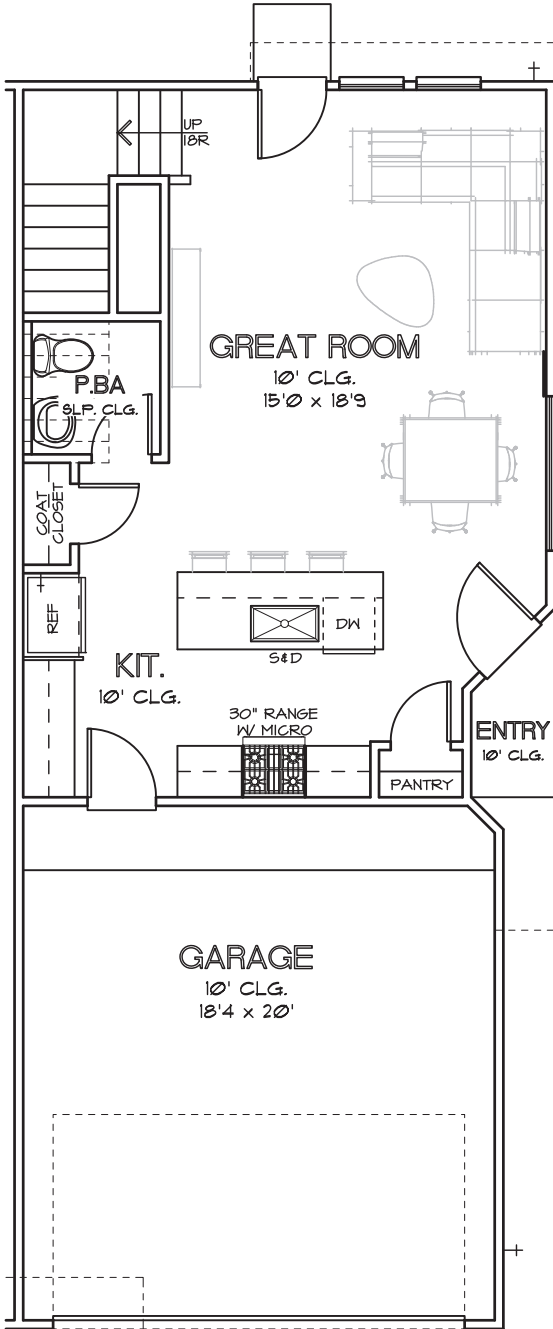 UP
18R
GREAT ROOM
10' CLG.
15'0 x 18'9
P.BA
SLP. CLG.
COAT
CLOSET
REF
DW
S&D
KIT.
10' CLG.
30" RANGE
W/ MICRO
ENTRY
10' CLG.
PANTRY
GARAGE
10' CLG.
18'4 x 20'